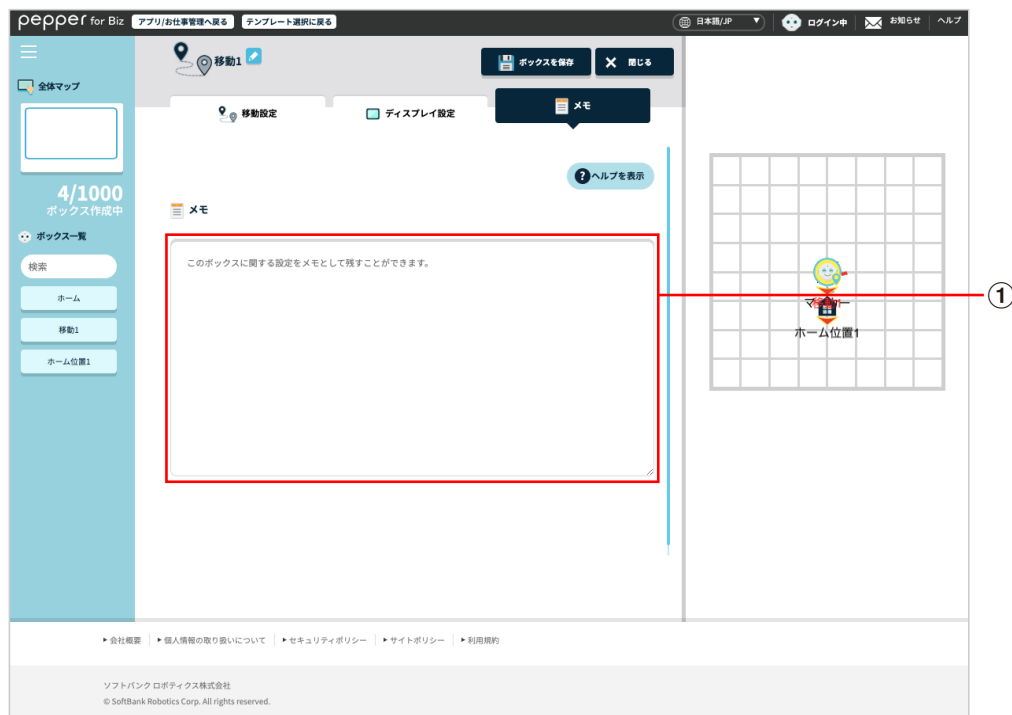 pepper for Biz アプリ/お仕事管理へ戻る テンプレート選択に戻る 日本語/JP ▼ ログイン中 お知らせ ヘルプ
全体マップ
4/1000
ボックス作成中
ボックス一覧
検索
ホーム
移動1
ホーム位置1
移動1
ボックスを保存
× 閉じる
移動設定
ディスプレイ設定
メモ
?ヘルプを表示
メモ
このボックスに関する設定をメモとして残すことができます。
①
ホーム位置1
▶会社概要 ▶個人情報の取り扱いについて ▶セキュリティポリシー ▶サイトポリシー ▶利用規約
ソフトバンク ロボティクス株式会社
© SoftBank Robotics Corp. All rights reserved.